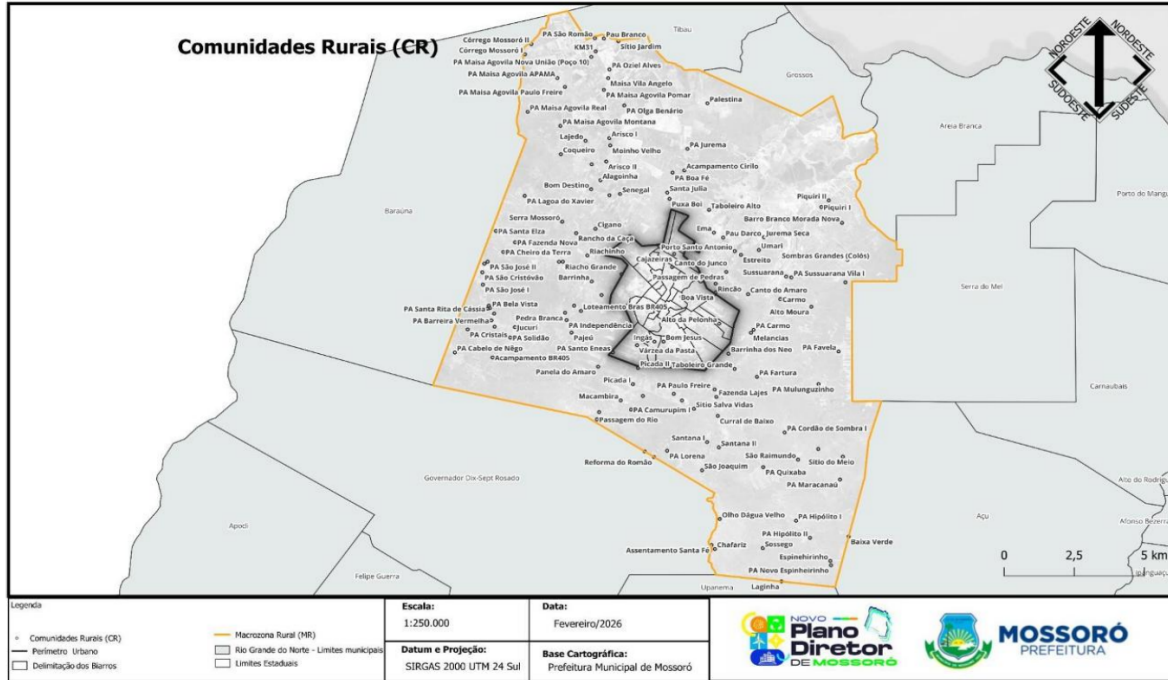 Comunidades Rurais (CR)
NOROESTE
NORDESTE
SUDOESTE
SUDESTE
Tibau
Grossos
Areia Branca
Porto do Mang
Baraúna
Serra do Mel
Carnaubais
Governador Dix-Sept Rosado
Apodi
Felipe Guerra
Upanema
Açu
Alto do Rodrig
Afonso Bezerra
Ipanguaçu
PA São Romão
Pau Branco
Córrego Mossoró II
Sítio Jardim
Córrego Mossoró I
KM31
PA Maisa Agovila Nova União (Poço 10)
PA Oziel Alves
PA Maisa Agovila APAMA
Maisa Vila Angelo
PA Maisa Agovila Paulo Freire
PA Maisa Agovila Pomar
Palestina
PA Maisa Agovila Real
PA Olga Benário
PA Maisa Agovila Montana
Lajedo
Arisco I
Coqueiro
Moinho Velho
PA Jurema
Arisco II
Acampamento Cirilo
Alagoinha
PA Boa Fé
Bom Destino
Senegal
Santa Julia
Piquiri II
PA Lagoa do Xavier
Puxa Boi
Taboleiro Alto
Piquiri I
Serra Mossoró
Cigano
Barro Branco Morada Nova
PA Santa Elza
Ema
PA Fazenda Nova
Rancho da Caça
Pau Darco
Jurema Seca
PA Cheiro da Terra
Riachinho
Porto Santo Antonio
Umari
Cajazeiras
Canto do Junco
Estreito
Sombras Grandes (Colôs)
PA São José II
Riacho Grande
Passagem de Pedras
Sussuarana
PA Sussuarana Vila I
PA São Cristóvão
Barrinha
Rincão
PA São José I
Boa Vista
Canto do Amaro
Carmo
PA Santa Rita de Cássia
PA Bela Vista
Loteamento Bras BR405
Alto Moura
PA Barreira Vermelha
Pedra Branca
Alto da Pelonha
Jucuri
PA Independência
PA Carmo
PA Cristais
PA Solidão
Pajeú
Ingás
Bom Jesus
Melancias
PA Cabelo de Nêgo
PA Santo Eneas
Várzea da Pasta
Barrinha dos Neo
PA Favela
Acampamento BR405
Picada II
Taboleiro Grande
Panela do Amaro
PA Fartura
Picada I
PA Paulo Freire
PA Mulunguzinho
Macambira
Fazenda Lajes
PA Camurupim I
Sitio Salva Vidas
Passagem do Rio
Curral de Baixo
PA Cordão de Sombra I
Santana I
Santana II
Reforma do Romão
PA Lorena
São Raimundo
Sitio do Meio
São Joaquim
PA Quixaba
PA Maracanaú
Olho Dágua Velho
PA Hipólito I
PA Hipólito II
Baixa Verde
Assentamento Santa Fé
Chafariz
Sossego
Espinehirinho
PA Novo Espinheirinho
Laginha
0 2,5 5 km
Legenda
Comunidades Rurais (CR)
Perímetro Urbano
Delimitação dos Biarros
Macrozona Rural (MR)
Rio Grande do Norte - Limites municipais
Limites Estaduais
Escala:
1:250.000
Data:
Fevereiro/2026
Datum e Projeção:
SIRGAS 2000 UTM 24 Sul
Base Cartográfica:
Prefeitura Municipal de Mossoró
NOVO
Plano
Diretor
DE MOSSORÓ
MOSSORÓ
PREFEITURA